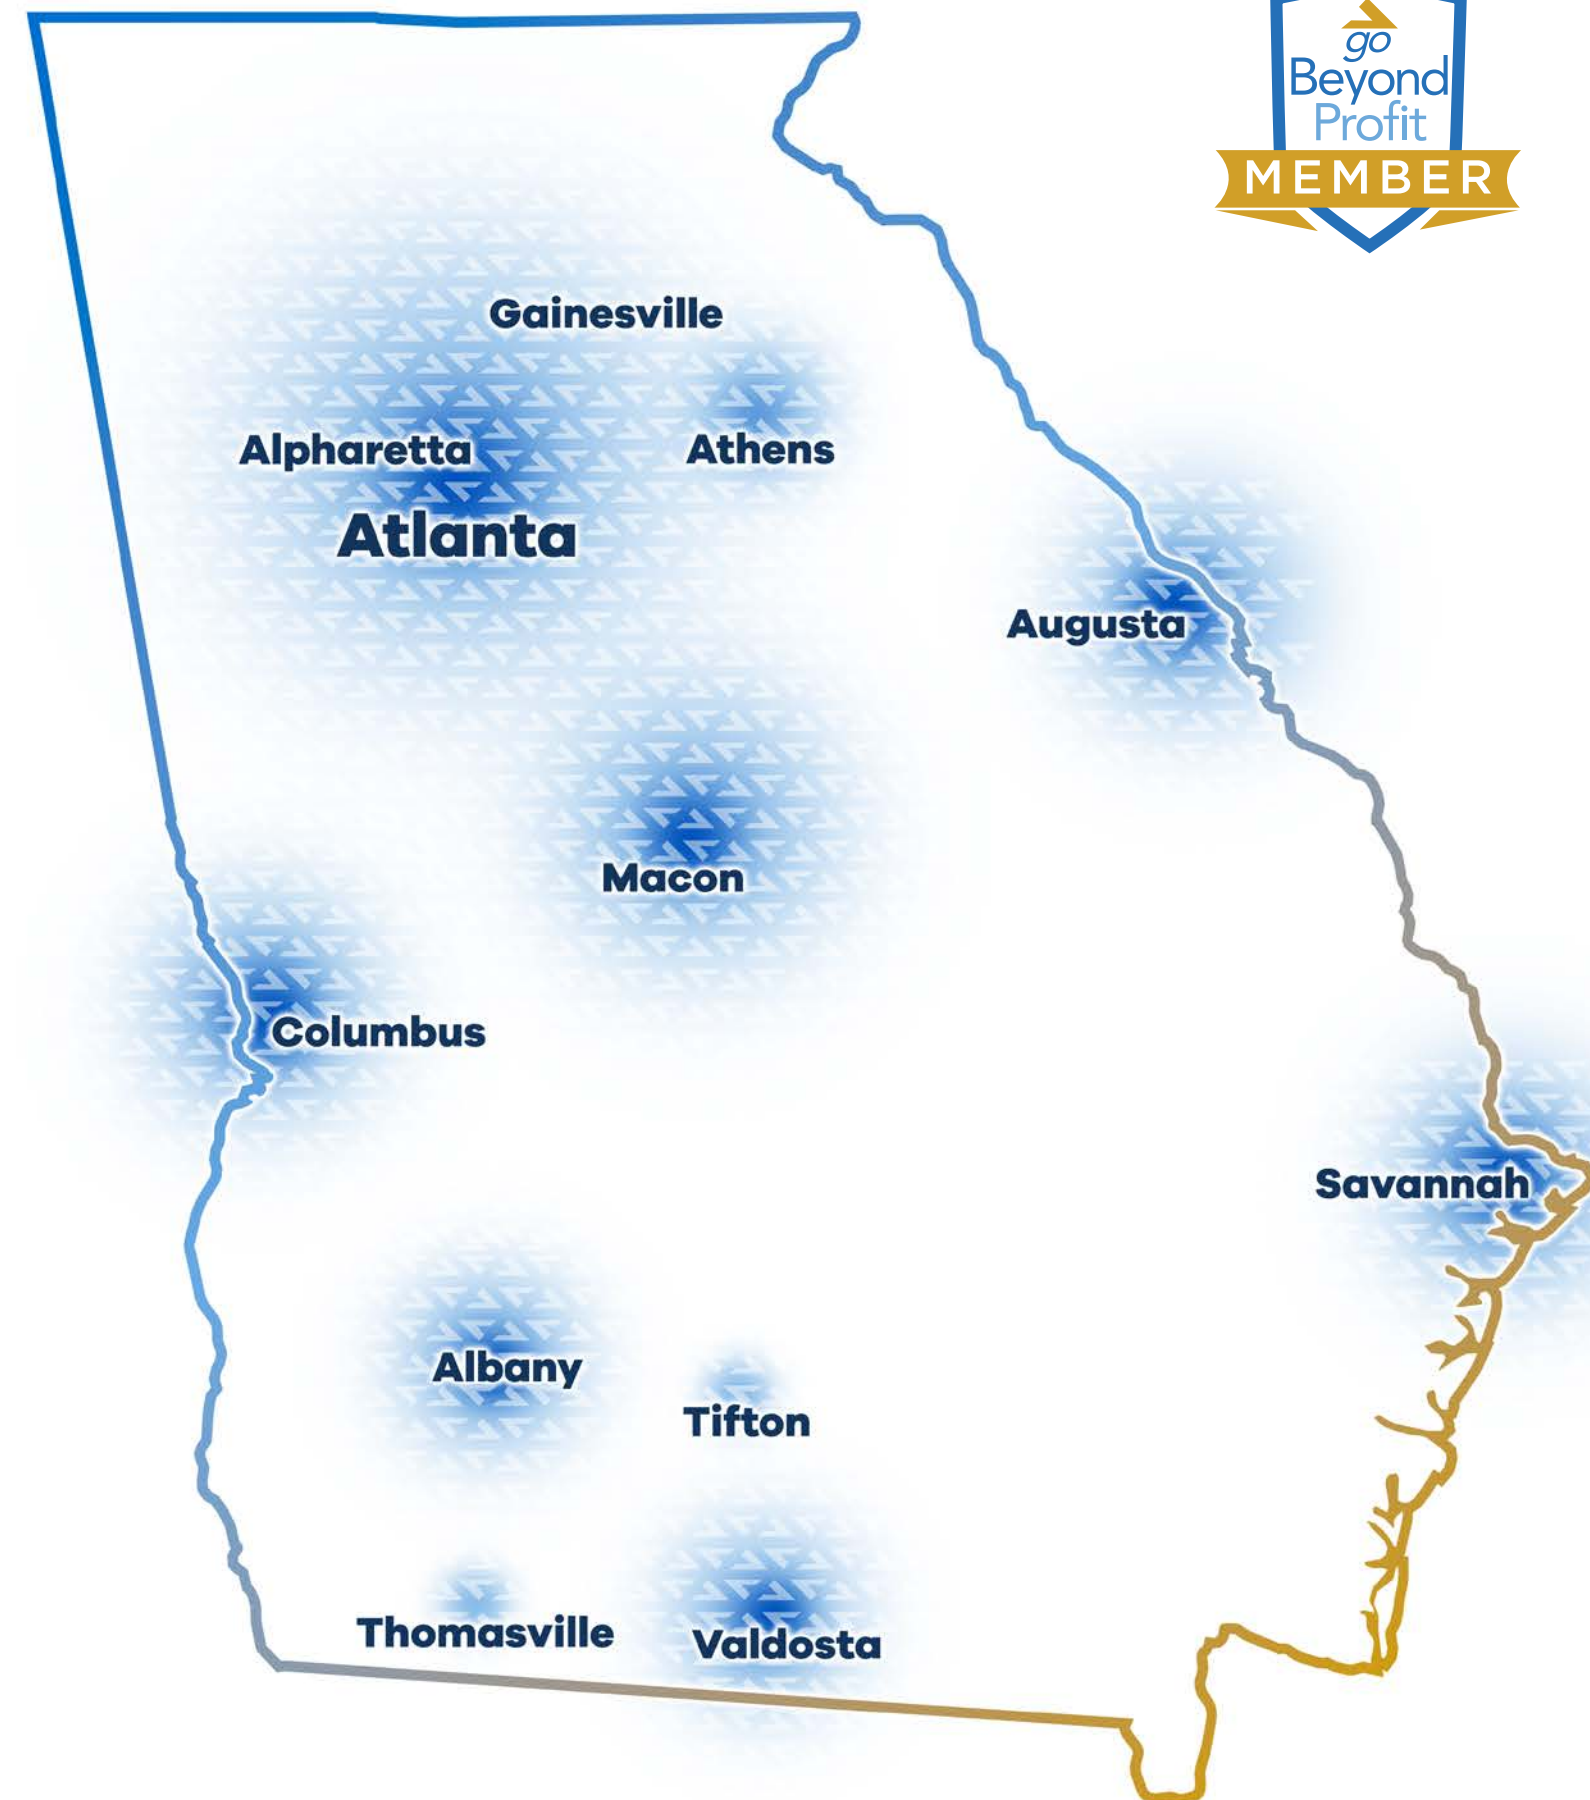 go
Beyond
Profit
MEMBER
Gainesville
Alpharetta
Athens
Atlanta
Augusta
Macon
Columbus
Savannah
Albany
Tifton
Thomasville
Valdosta